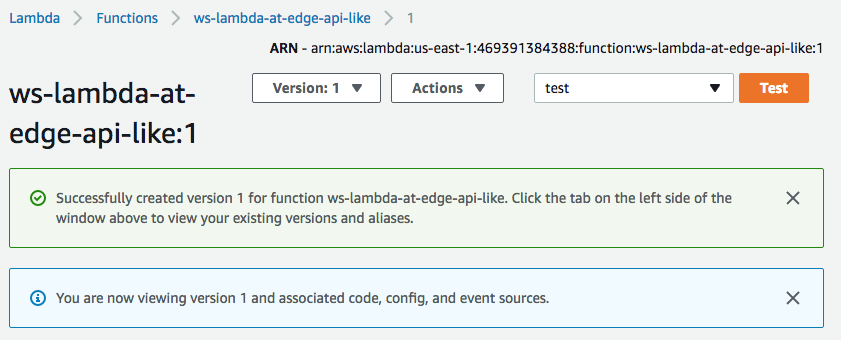 Lambda > Functions > ws-lambda-at-edge-api-like > 1
ARN - arn:aws:lambda:us-east-1:469391384388:function:ws-lambda-at-edge-api-like:1
ws-lambda-at-
edge-api-like:1
Version: 1 Actions test Test
Successfully created version 1 for function ws-lambda-at-edge-api-like. Click the tab on the left side of the
window above to view your existing versions and aliases.
You are now viewing version 1 and associated code, config, and event sources.